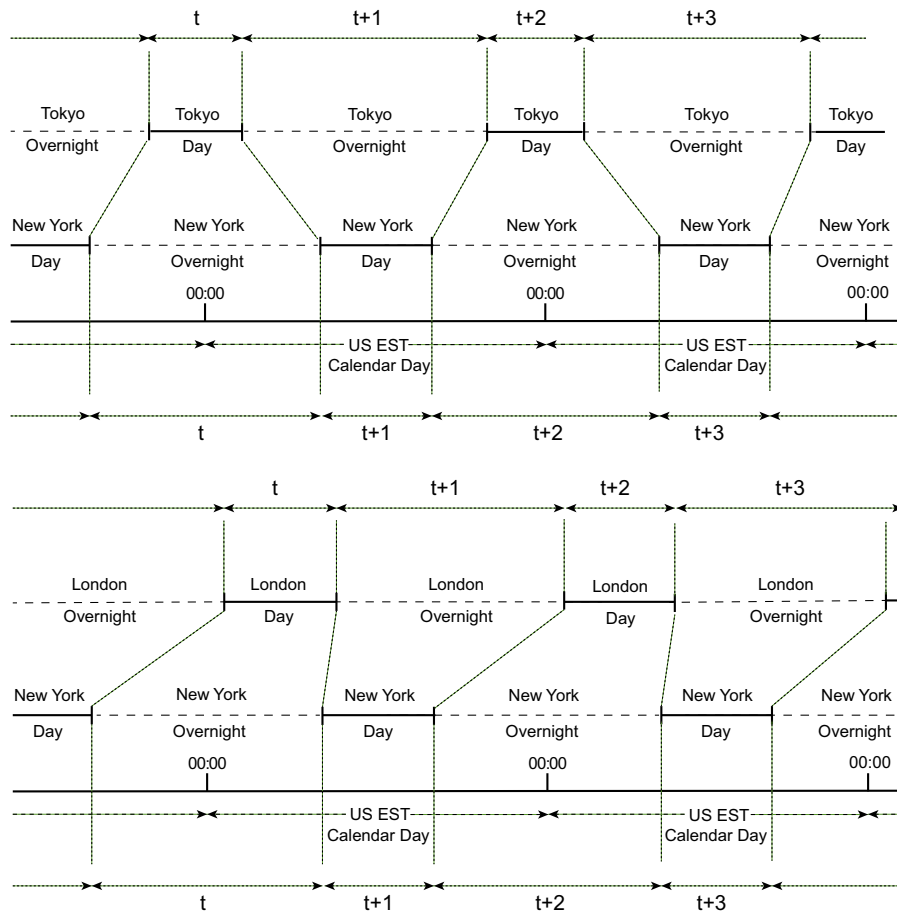 t t+1 t+2 t+3
Tokyo Tokyo Tokyo Tokyo Tokyo Tokyo
Overnight Day Overnight Day Overnight Day
New York New York New York New York New York New York
Day Overnight Day Overnight Day Overnight
00:00 00:00 00:00
US EST US EST
Calendar Day Calendar Day
t t+1 t+2 t+3
t t+1 t+2 t+3
London London London London London
Overnight Day Overnight Day Overnight
New York New York New York New York New York New York
Day Overnight Day Overnight Day Overnight
00:00 00:00 00:00
US EST US EST
Calendar Day Calendar Day
t t+1 t+2 t+3